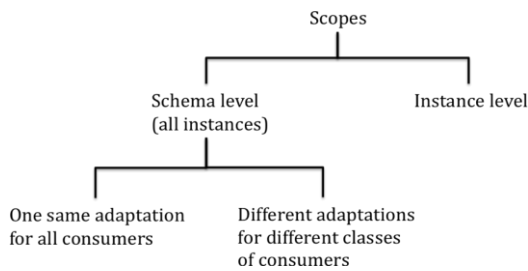 Scopes
Schema level
(all instances)
Instance level
One same adaptation
for all consumers
Different adaptations
for different classes
of consumers